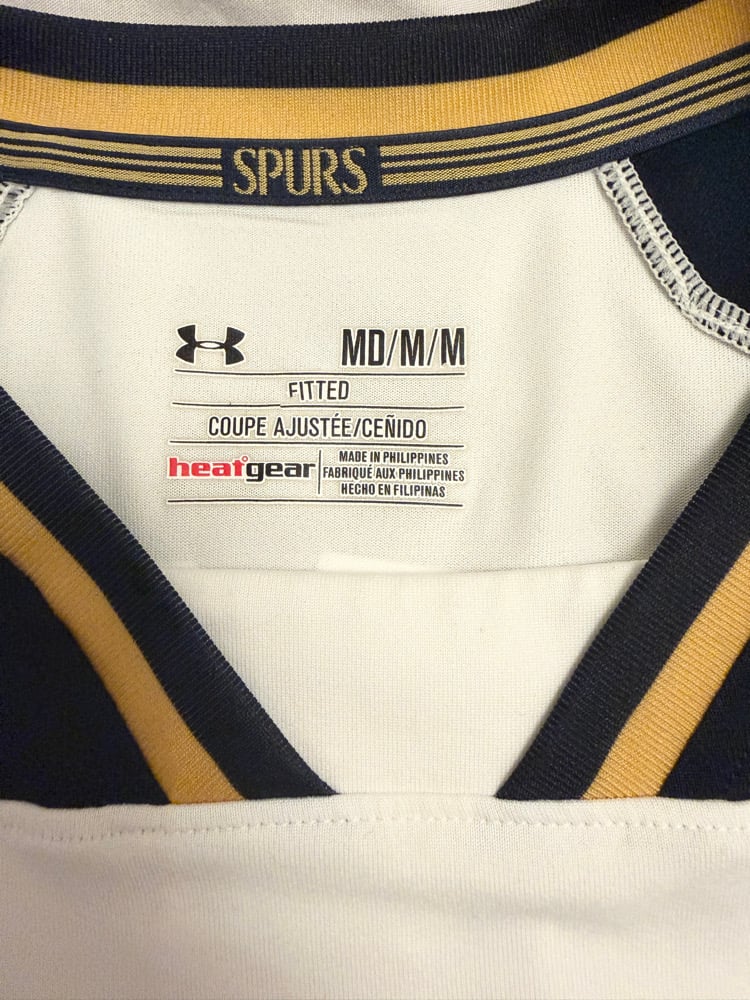 SPURS
MD/M/M
FITTED
COUPE AJUSTÉE/CEÑIDO
heatgear
MADE IN PHILIPPINES
FABRIQUÉ AUX PHILIPPINES
HECHO EN FILIPINAS